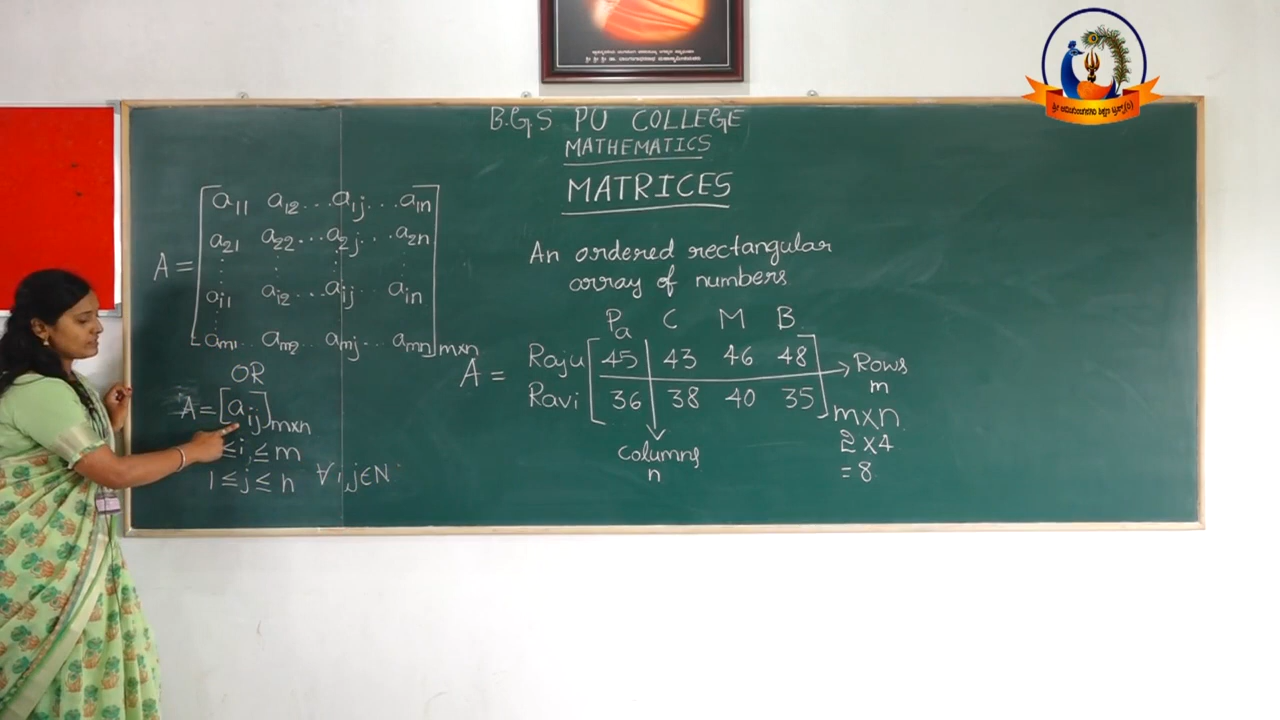 B.G.S PU COLLEGE
MATHEMATICS
MATRICES
A = [a11 a12 ... a1j ... a1n
a21 a22 ... a2j ... a2n
ai1 ai2 ... aij ain
am1 .. am2 ... amj ... amn]m×n
OR
A = [aij]m×n
≤ i, ≤ m
1 ≤ j ≤ n ∀ i, j ∈ N
An ordered rectangular
array of numbers
Pa C M B
A = Raju [45 43 46 48 → Rows
m
Ravi 36 38 40 35] m×n
2×4
= 8
Columns
n